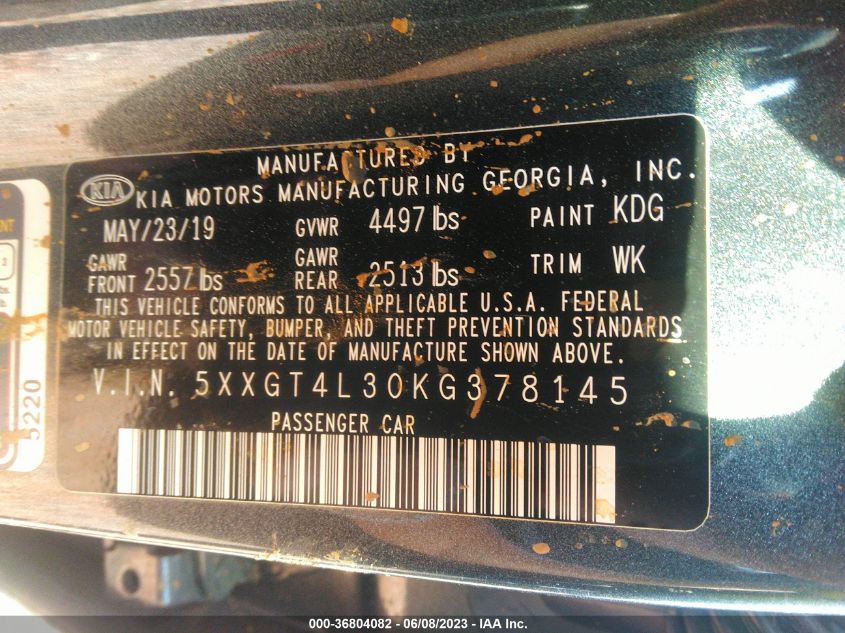 MANUFACTURED BY
KIA KIA MOTORS MANUFACTURING GEORGIA, INC.
MAY/23/19 GVWR 4497 lbs PAINT KDG
GAWR FRONT 2557 lbs GAWR REAR 2513 lbs TRIM WK
THIS VEHICLE CONFORMS TO ALL APPLICABLE U.S.A. FEDERAL
MOTOR VEHICLE SAFETY, BUMPER, AND THEFT PREVENTION STANDARDS
IN EFFECT ON THE DATE OF MANUFACTURE SHOWN ABOVE.
V.I.N. 5XXGT4L30KG378145
PASSENGER CAR
5220
000-36804082 - 06/08/2023 - IAA Inc.